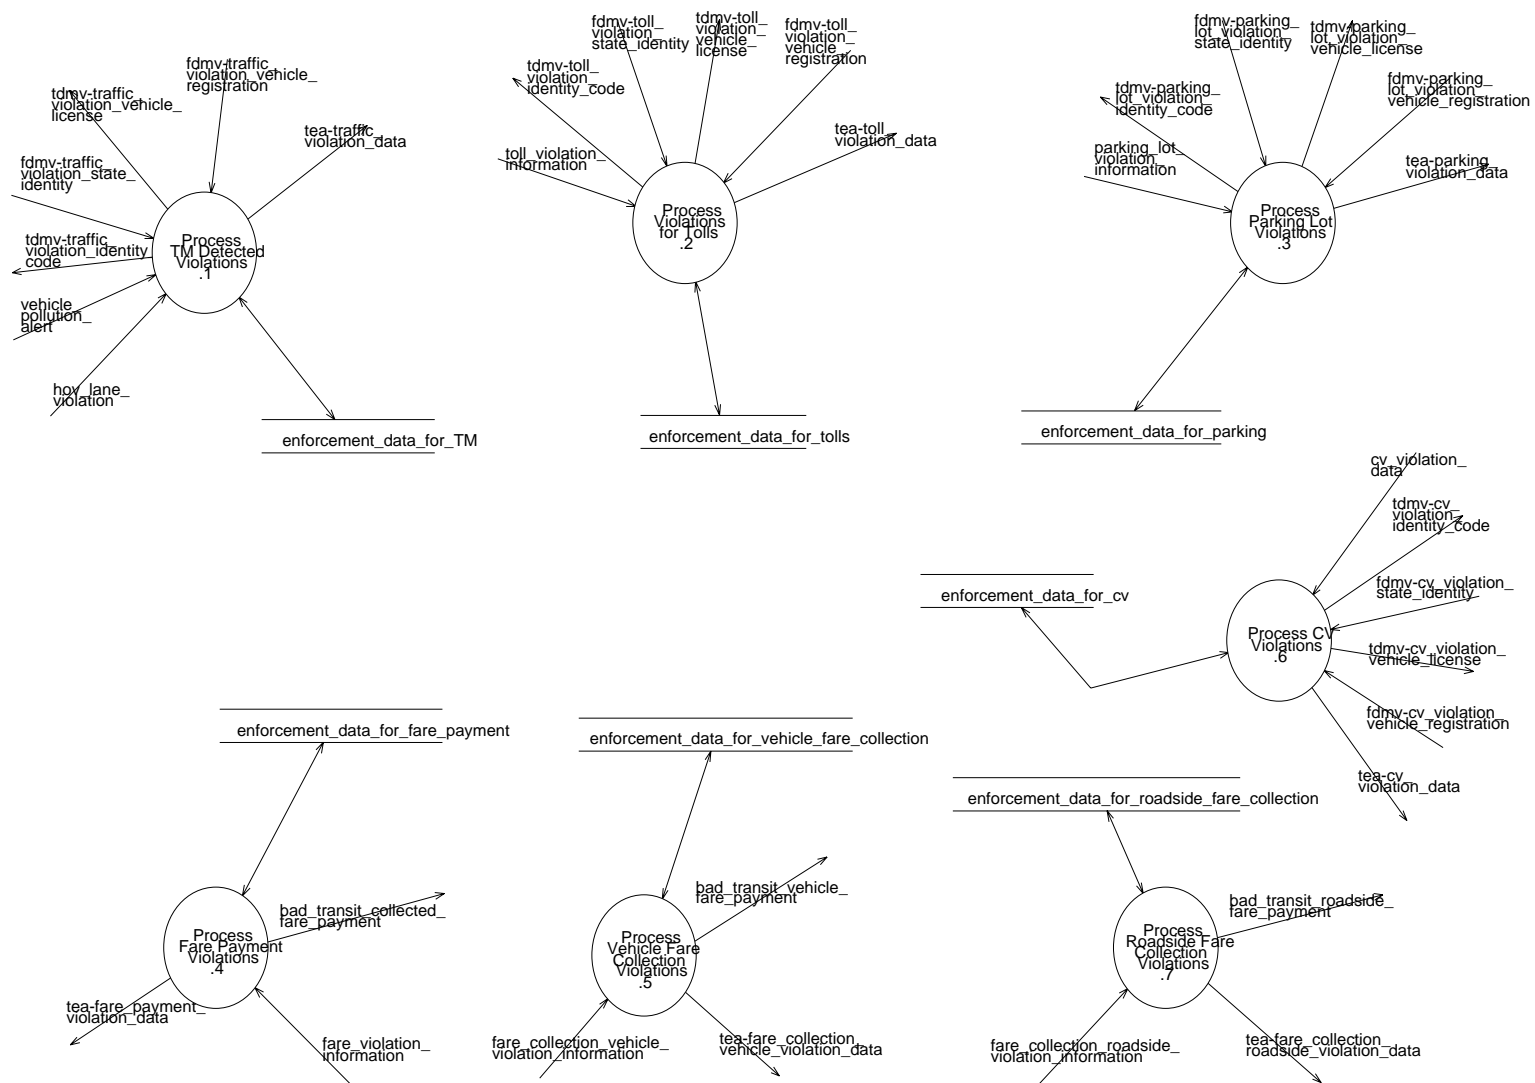 fdmv-traffic_
violation_vehicle_
registration
tdmv-traffic_
violation_vehicle_
license
tea-traffic_
violation_data
fdmv-traffic_
violation_state_
identity
tdmv-traffic_
violation_identity_
code
vehicle_
pollution_
alert
hov_lane_
violation
Process
TM Detected
Violations
.1
enforcement_data_for_TM
fdmv-toll_
violation_
state_identity
tdmv-toll_
violation_
vehicle_
license
fdmv-toll_
violation_
vehicle_
registration
tdmv-toll_
violation_
identity_code
tea-toll_
violation_data
toll_violation_
information
Process
Violations
for Tolls
.2
enforcement_data_for_tolls
fdmv-parking_
lot_violation_
state_identity
tdmv-parking_
lot_violation_
vehicle_license
fdmv-parking_
lot_violation_
vehicle_registration
tdmv-parking_
lot_violation_
identity_code
parking_lot_
violation_
information
tea-parking_
violation_data
Process
Parking Lot
Violations
.3
enforcement_data_for_parking
cv_violation_
data
tdmv-cv_
violation_
identity_code
fdmv-cv_violation_
state_identity
tdmv-cv_violation_
vehicle_license
fdmv-cv_violation_
vehicle_registration
tea-cv_
violation_data
Process CV
Violations
.6
enforcement_data_for_cv
enforcement_data_for_fare_payment
bad_transit_collected_
fare_payment
Process
Fare Payment
Violations
.4
tea-fare_payment_
violation_data
fare_violation_
information
enforcement_data_for_vehicle_fare_collection
bad_transit_vehicle_
fare_payment
Process
Vehicle Fare
Collection
Violations
.5
fare_collection_vehicle_
violation_information
tea-fare_collection_
vehicle_violation_data
enforcement_data_for_roadside_fare_collection
bad_transit_roadside_
fare_payment
Process
Roadside Fare
Collection
Violations
.7
fare_collection_roadside_
violation_information
tea-fare_collection_
roadside_violation_data